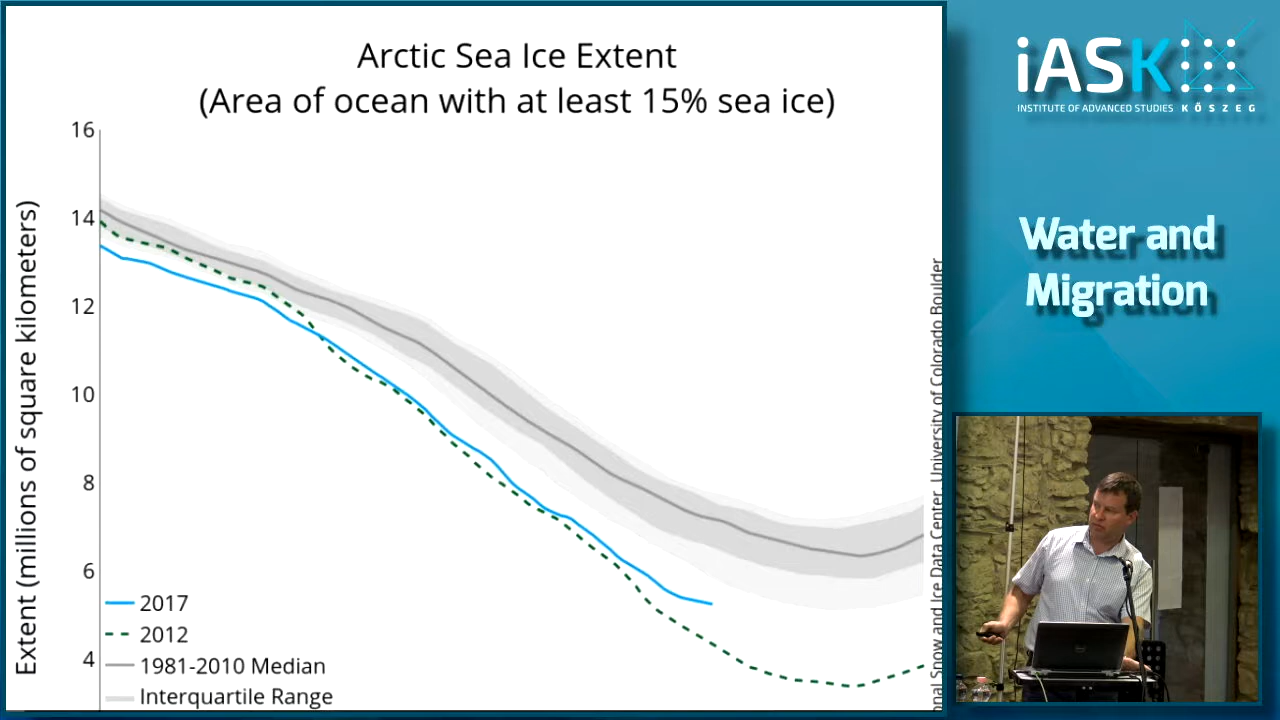 Arctic Sea Ice Extent
(Area of ocean with at least 15% sea ice)
Extent (millions of square kilometers)
16
14
12
10
8
6
4
2017
2012
1981-2010 Median
Interquartile Range
Snow and Ice Data Center, University of Colorado Boulder
iASK
INSTITUTE OF ADVANCED STUDIES KŐSZEG
Water and
Migration